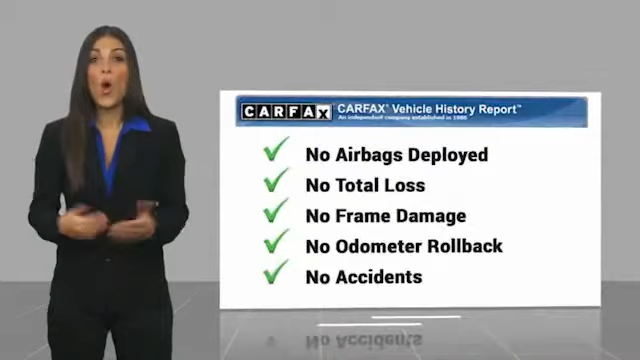 CARFAX CARFAX® Vehicle History Report™
An independent company established in 1986
No Airbags Deployed
No Total Loss
No Frame Damage
No Odometer Rollback
No Accidents